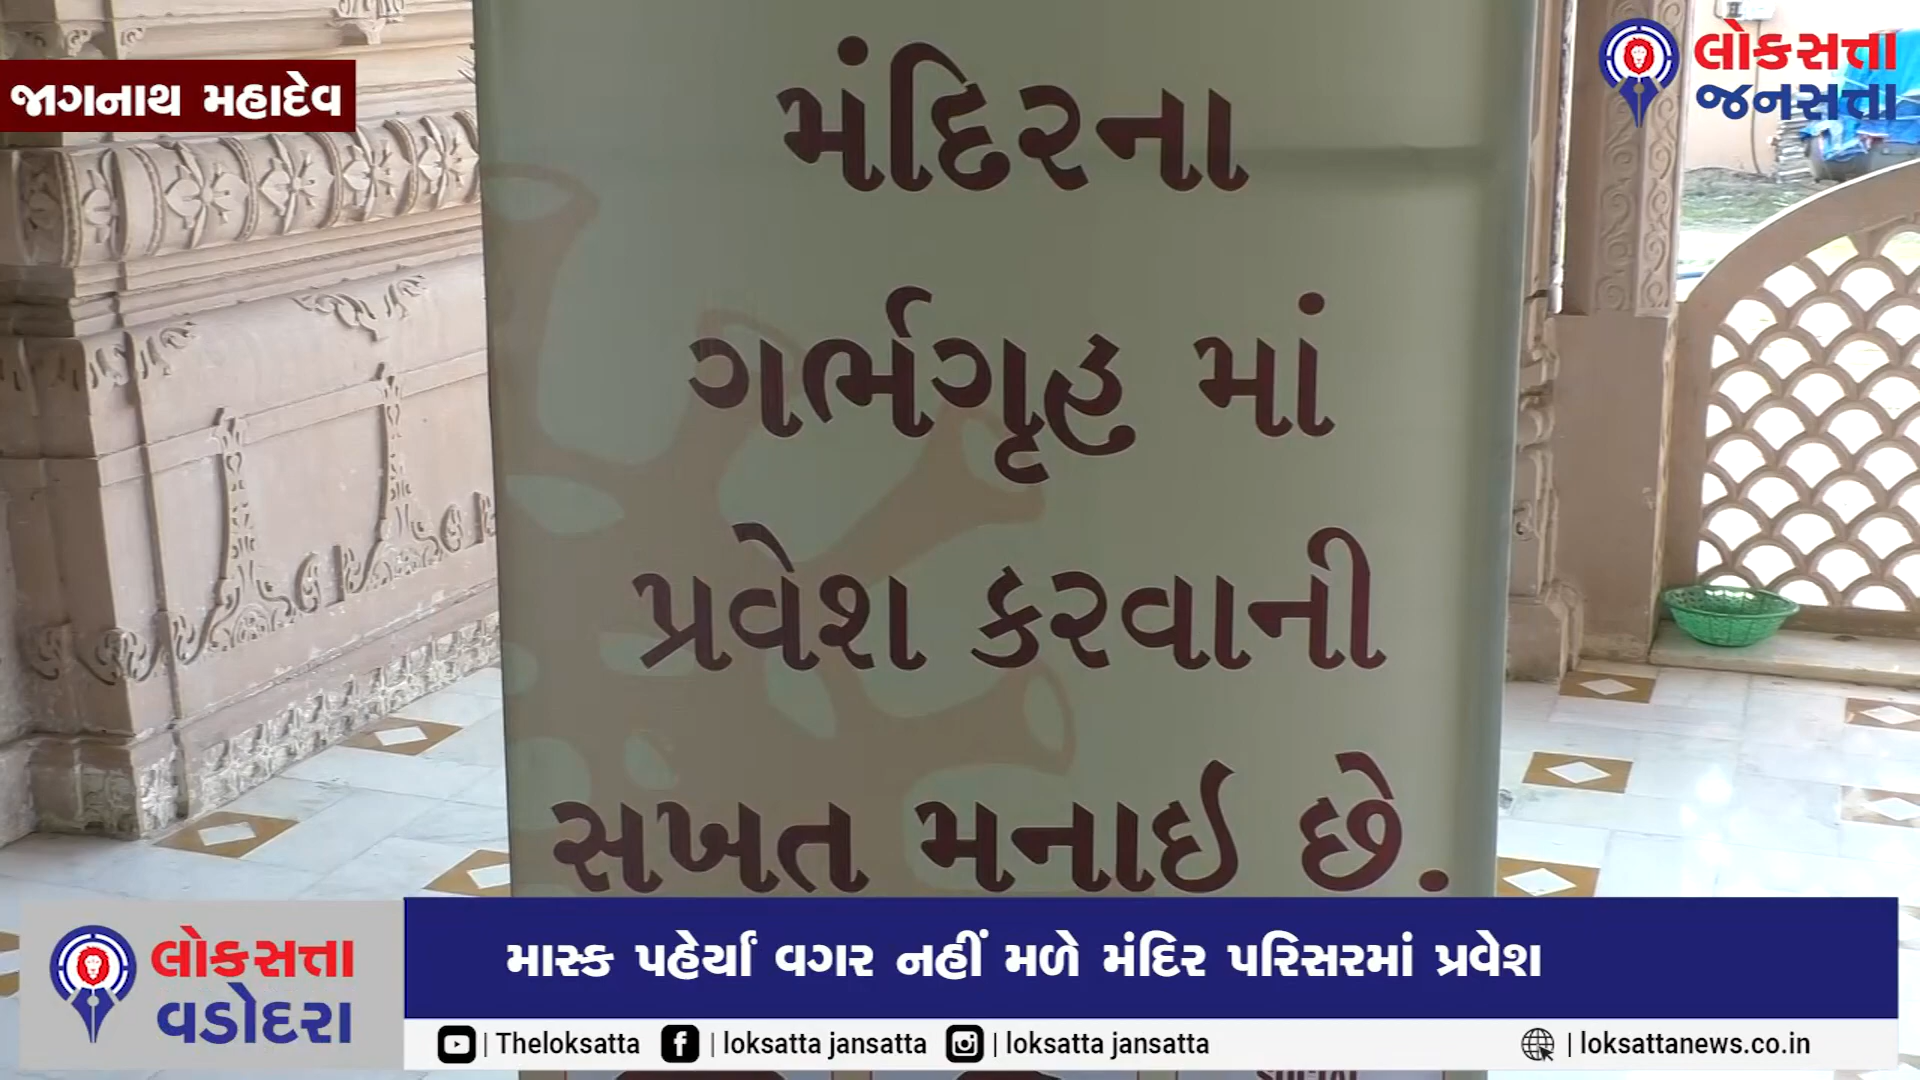 જાગનાથ મહાદેવ
લોકસત્તા
જનસત્તા
મંદિરના
ગર્ભગૃહ માં
પ્રવેશ કરવાની
સખત મનાઈ છે.
લોકસત્તા
વડોદરા
માસ્ક પહેર્યાં વગર નહીં મળે મંદિર પરિસરમાં પ્રવેશ
| Theloksatta | loksatta jansatta | loksatta jansatta | loksattanews.co.in